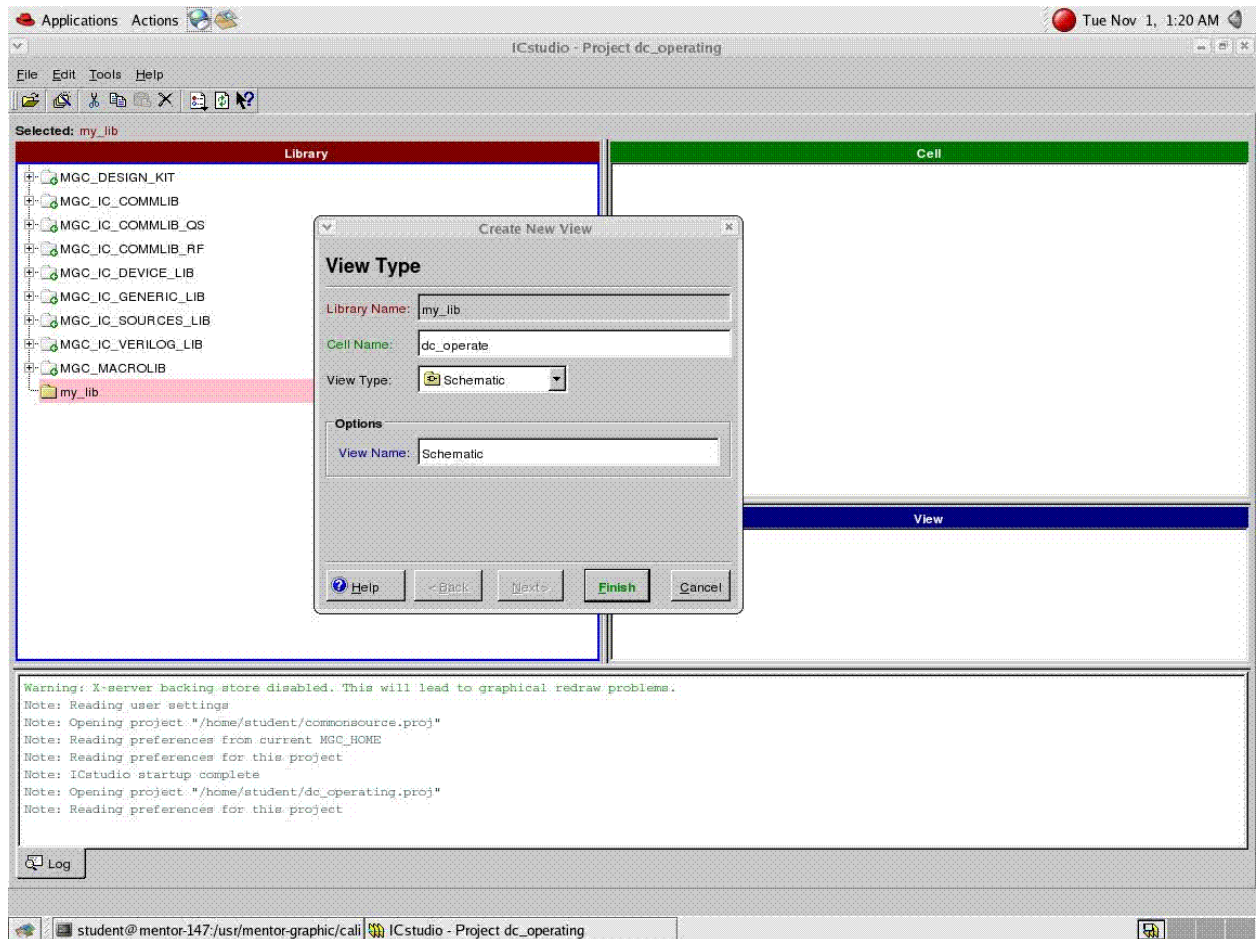 Applications Actions Tue Nov 1, 1:20 AM
ICstudio - Project dc_operating
File Edit Tools Help
Selected: my_lib
Library
Cell
MGC_DESIGN_KIT
MGC_IC_COMMLIB
MGC_IC_COMMLIB_QS
MGC_IC_COMMLIB_RF
MGC_IC_DEVICE_LIB
MGC_IC_GENERIC_LIB
MGC_IC_SOURCES_LIB
MGC_IC_VERILOG_LIB
MGC_MACROLIB
my_lib
Create New View
View Type
Library Name: my_lib
Cell Name: dc_operate
View Type: Schematic
Options
View Name: Schematic
Help <Back Next> Finish Cancel
View
Warning: X-server backing store disabled. This will lead to graphical redraw problems.
Note: Reading user settings
Note: Opening project "/home/student/commonsource.proj"
Note: Reading preferences from current MGC_HOME
Note: Reading preferences for this project
Note: ICstudio startup complete
Note: Opening project "/home/student/dc_operating.proj"
Note: Reading preferences for this project
Log
student@mentor-147:/usr/mentor-graphic/cali ICstudio - Project dc_operating